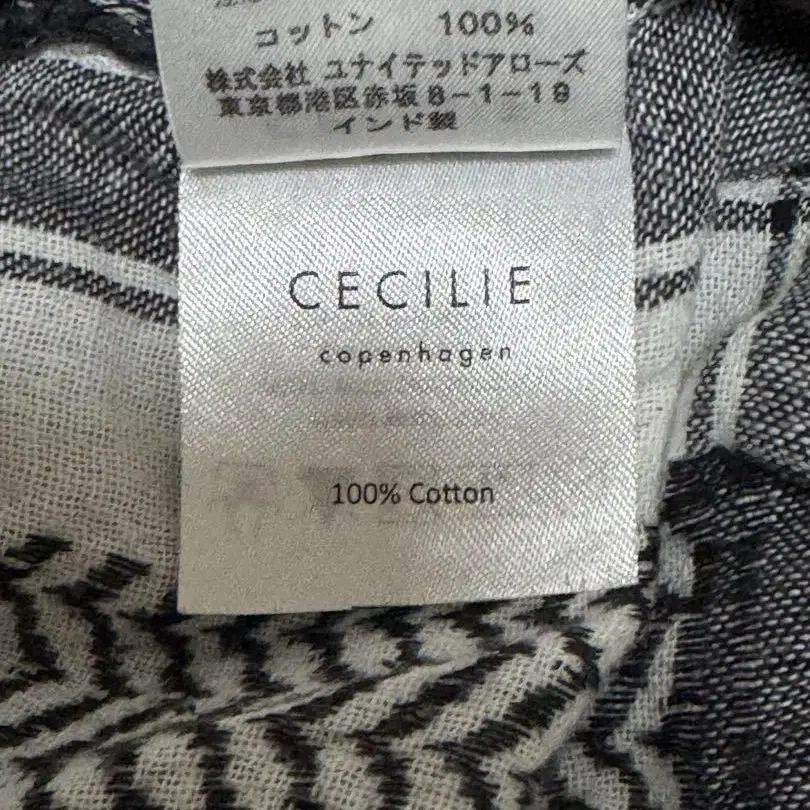 コットン 100%
株式会社 ユナイテッドアローズ
東京都港区赤坂8-1-19
インド製
CECILIE
copenhagen
100% Cotton